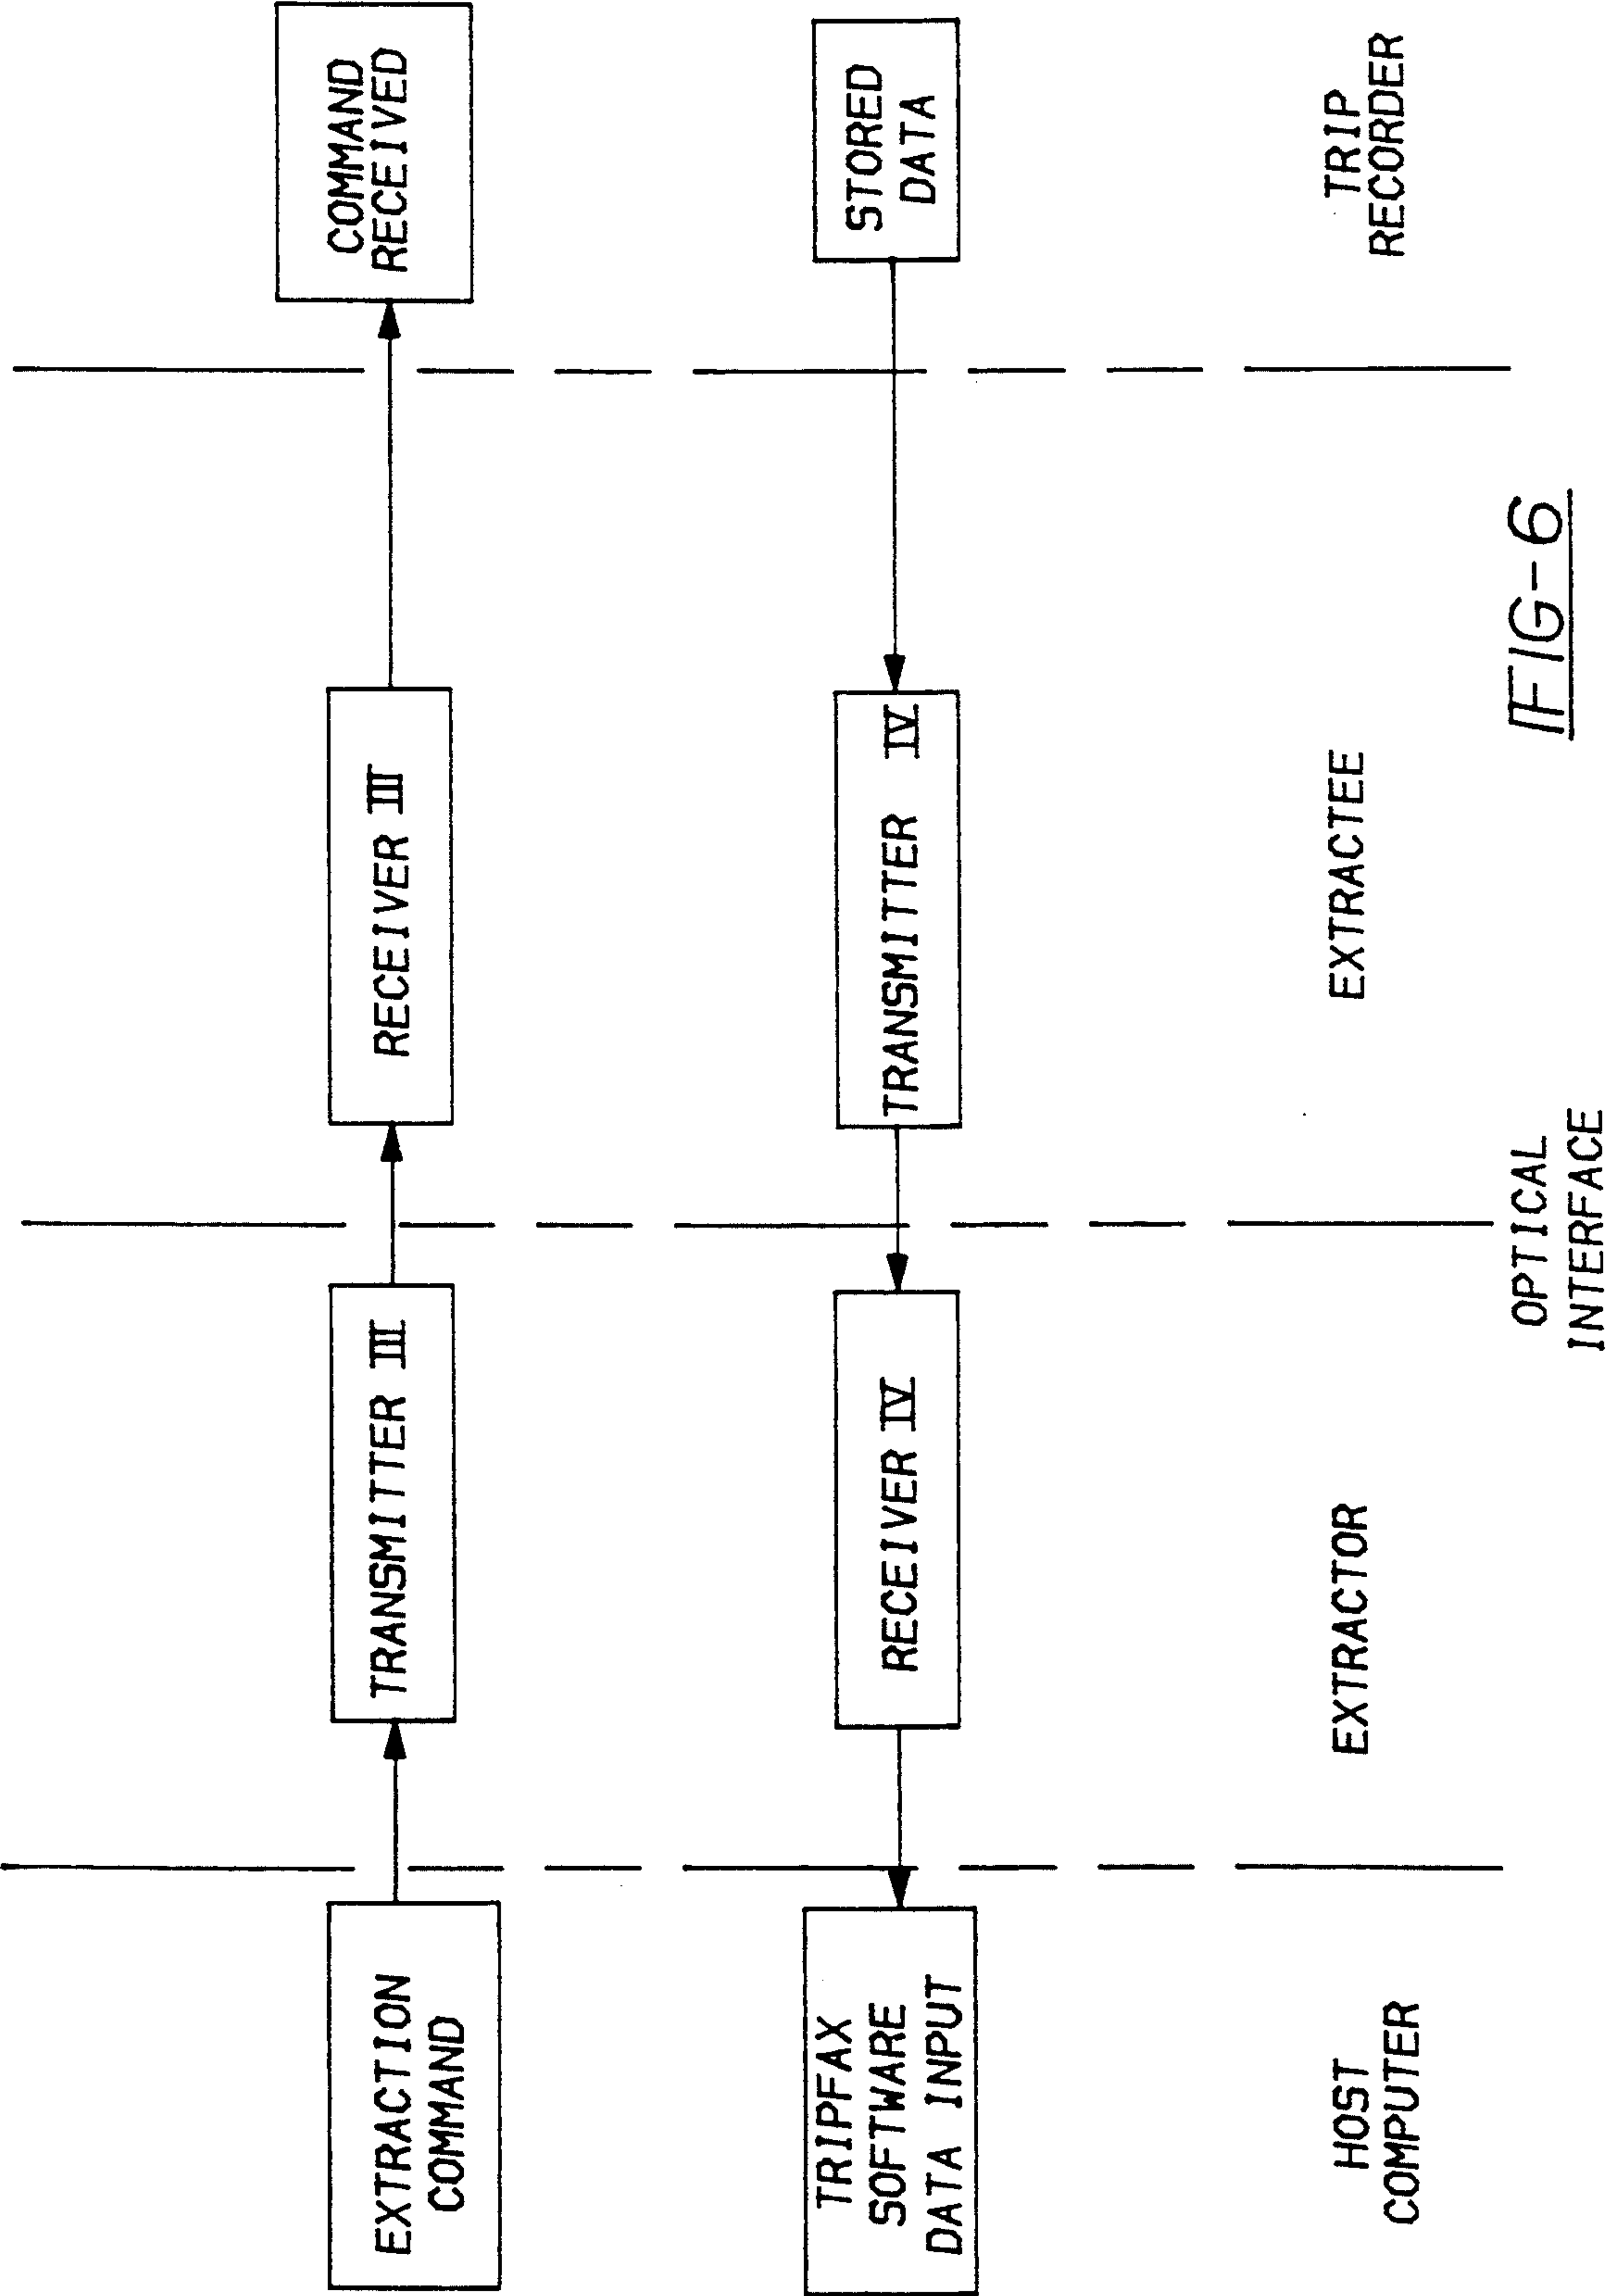 EXTRACTION
COMMAND
TRANSMITTER III
RECEIVER III
COMMAND
RECEIVED
TRIPFAX
SOFTWARE
DATA INPUT
RECEIVER IV
TRANSMITTER IV
STORED
DATA
HOST
COMPUTER
EXTRACTOR
EXTRACTEE
TRIP
RECORDER
OPTICAL
INTERFACE
FIG-6